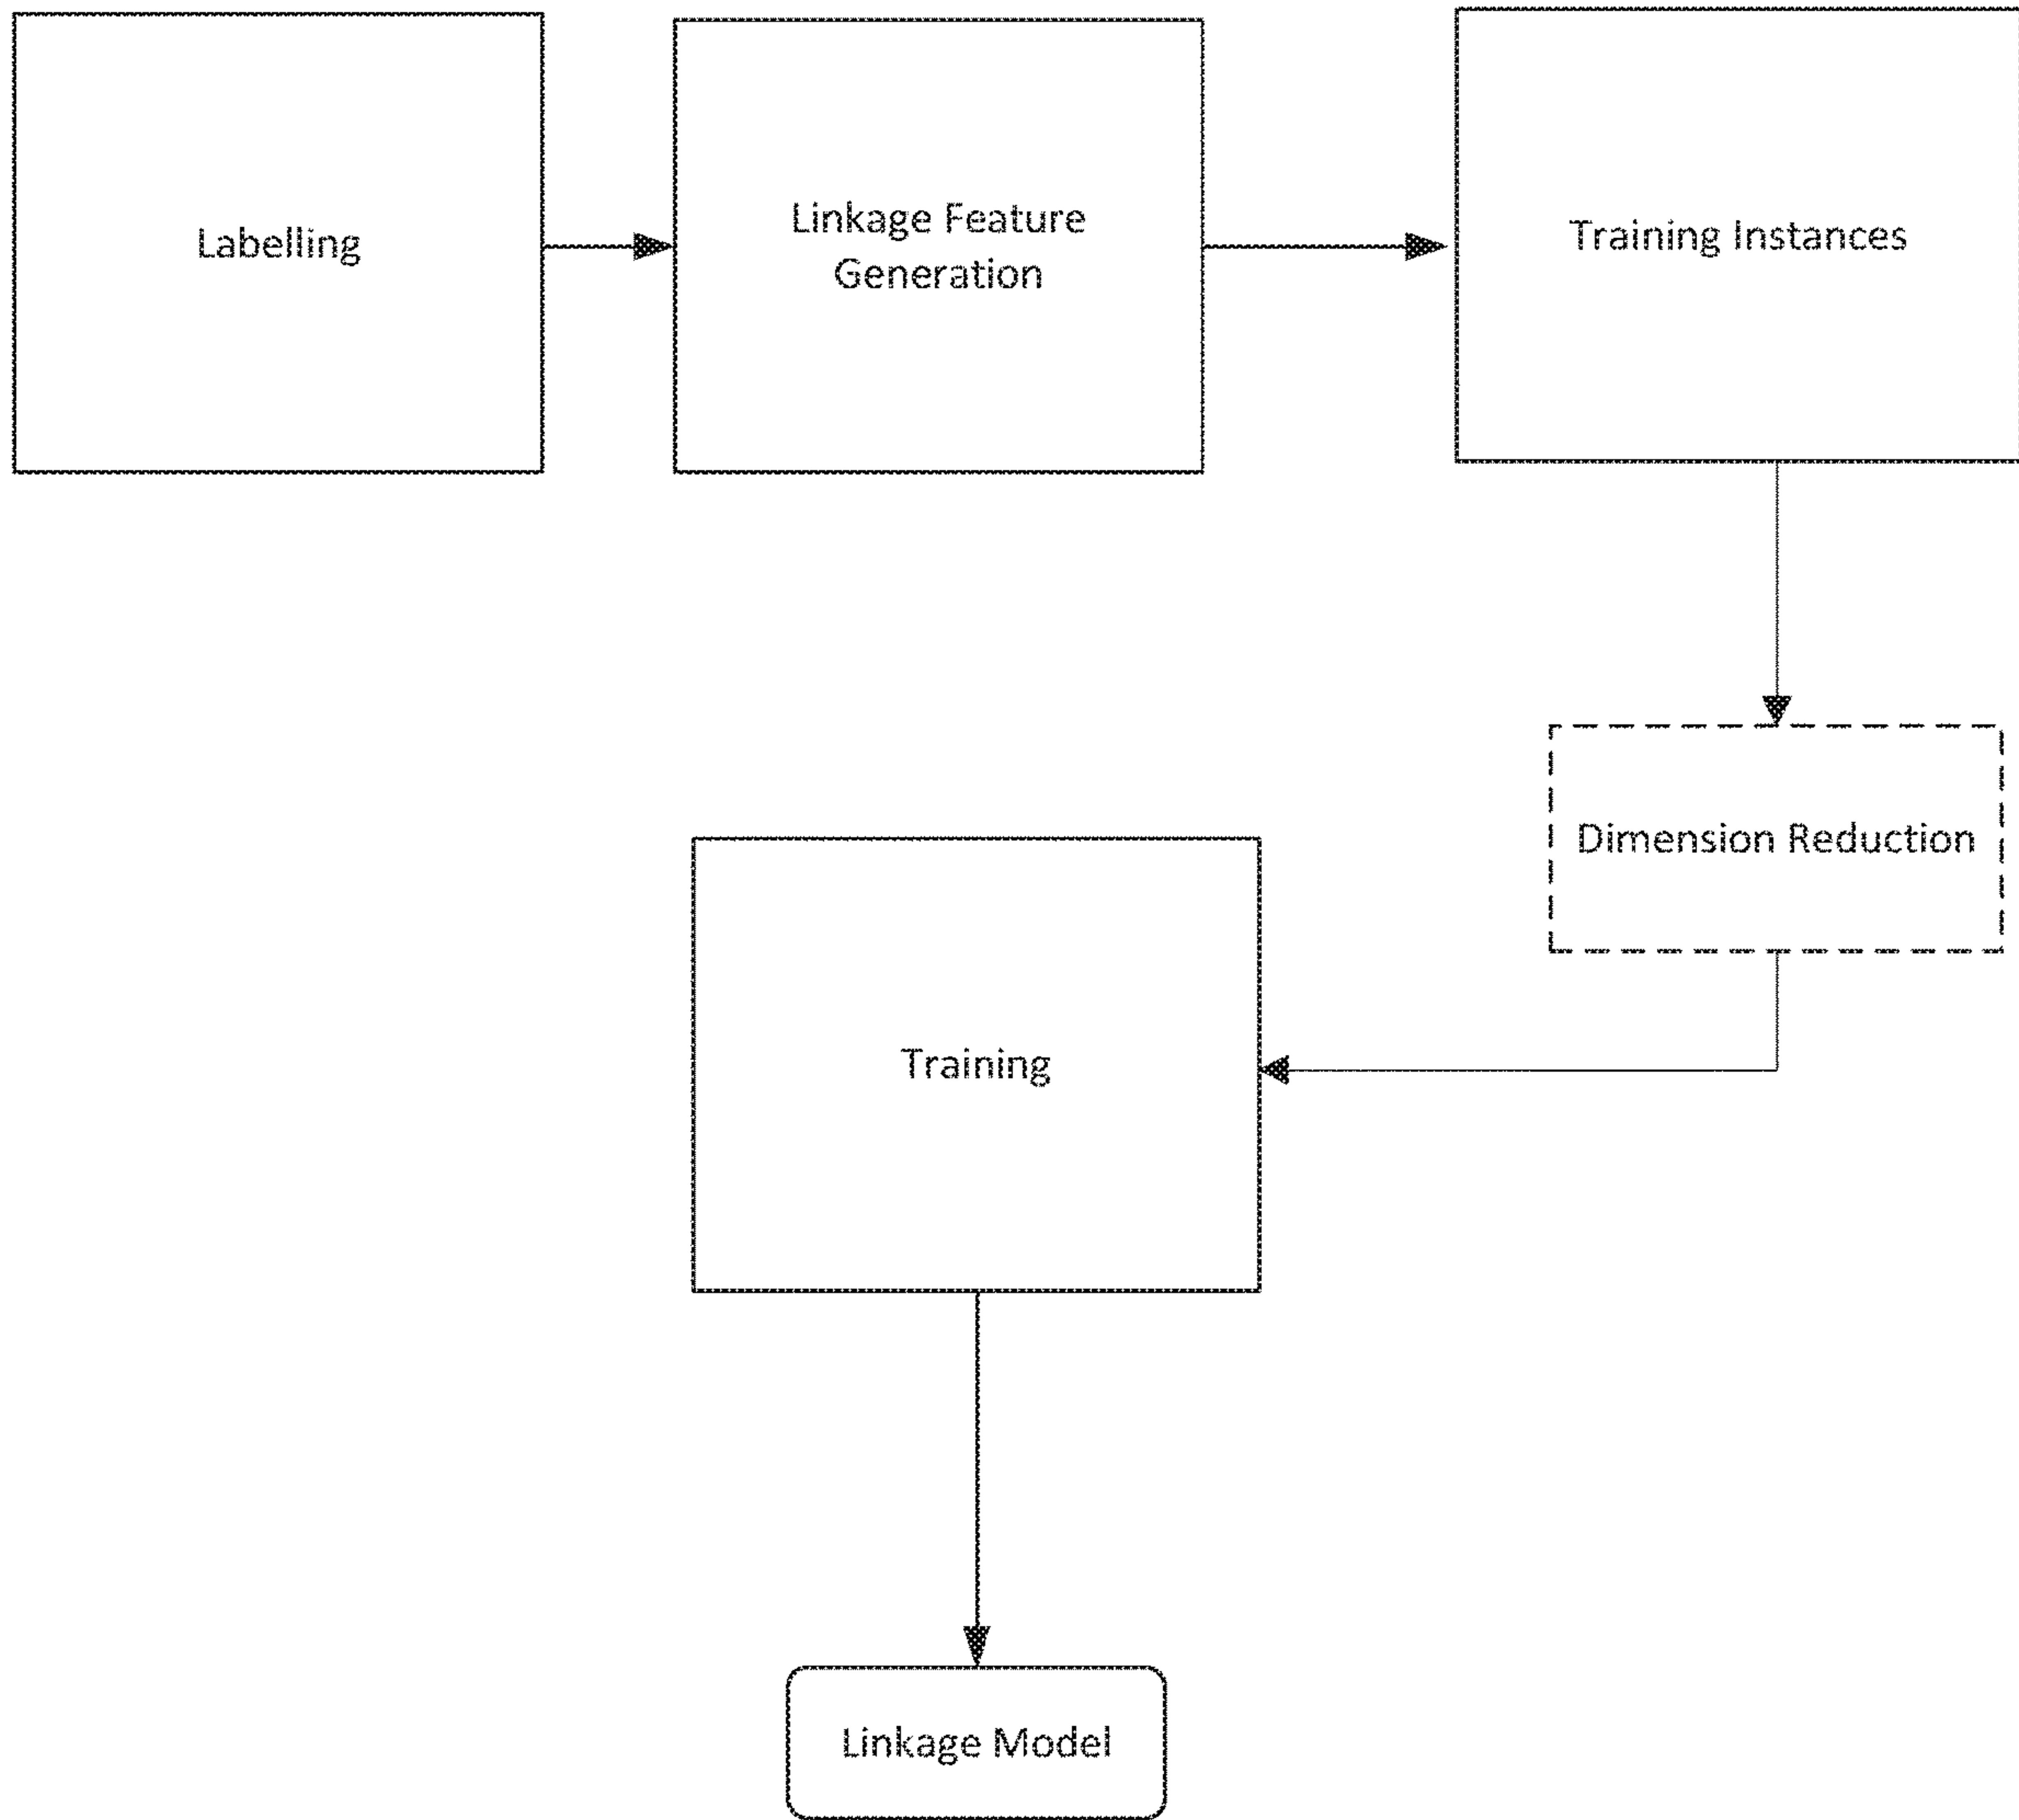 Labelling
Linkage Feature
Generation
Training Instances
Dimension Reduction
Training
Linkage Model